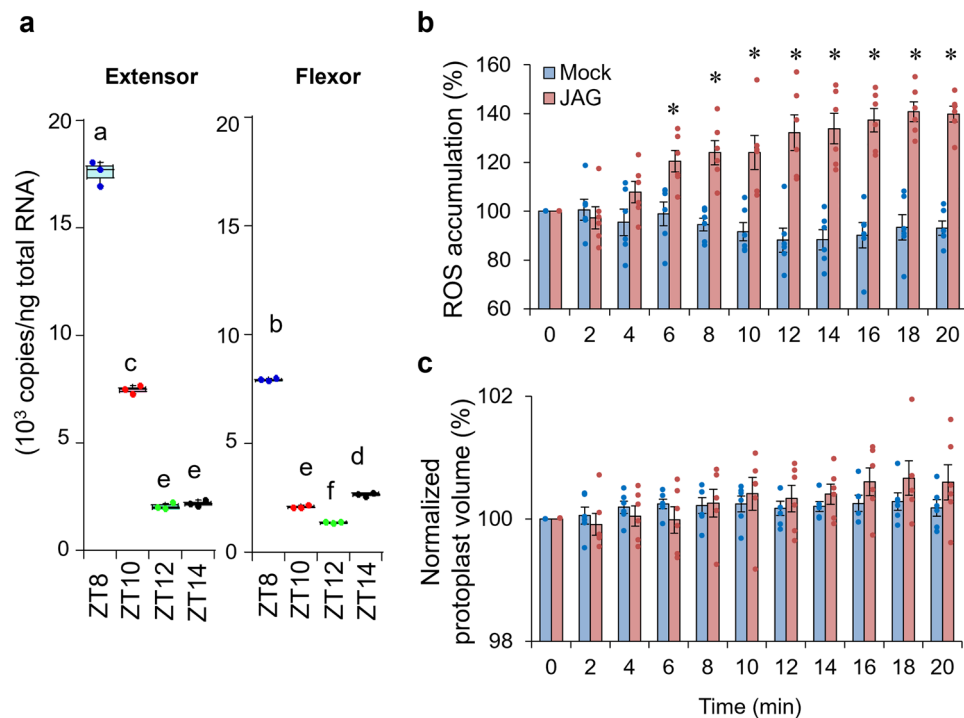 a
Extensor
Flexor
(10³ copies/ng total RNA)
20
15
10
5
0
a
c
e
e
ZT8
ZT10
ZT12
ZT14
20
15
10
5
0
b
e
f
d
ZT8
ZT10
ZT12
ZT14
b
ROS accumulation (%)
160
140
120
100
80
60
Mock
JAG
* * * * * * * *
0 2 4 6 8 10 12 14 16 18 20
c
Normalized
protoplast volume (%)
102
100
98
0 2 4 6 8 10 12 14 16 18 20
Time (min)